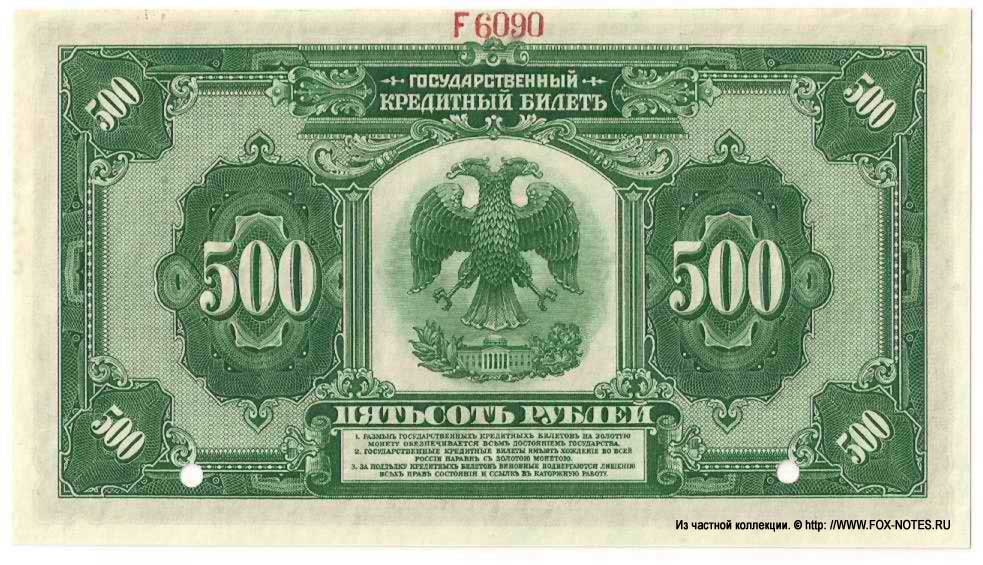 F 6090
500 500
ГОСУДАРСТВЕННЫЙ
КРЕДИТНЫЙ БИЛЕТЪ
500 500
ПЯТЬСОТЪ РУБЛЕЙ
1. РАЗМѢНЪ ГОСУДАРСТВЕННЫХЪ КРЕДИТНЫХЪ БИЛЕТОВЪ НА ЗОЛОТУЮ
МОНЕТУ ОБЕЗПЕЧИВАЕТСЯ ВСѢМЪ ДОСТОЯНІЕМЪ ГОСУДАРСТВА.
2. ГОСУДАРСТВЕННЫЕ КРЕДИТНЫЕ БИЛЕТЫ ИМѢЮТЪ ХОЖДЕНІЕ ВО ВСЕЙ
РОССІИ НАРАВНѢ СЪ ЗОЛОТОЮ МОНЕТОЮ.
3. ЗА ПОДДѢЛКУ КРЕДИТНЫХЪ БИЛЕТОВЪ ВИНОВНЫЕ ПОДВЕРГАЮТСЯ ЛИШЕНІЮ
ВСѢХЪ ПРАВЪ СОСТОЯНІЯ И ССЫЛКѢ ВЪ КАТОРЖНУЮ РАБОТУ.
500 500
Из частной коллекции. © http: //WWW.FOX-NOTES.RU